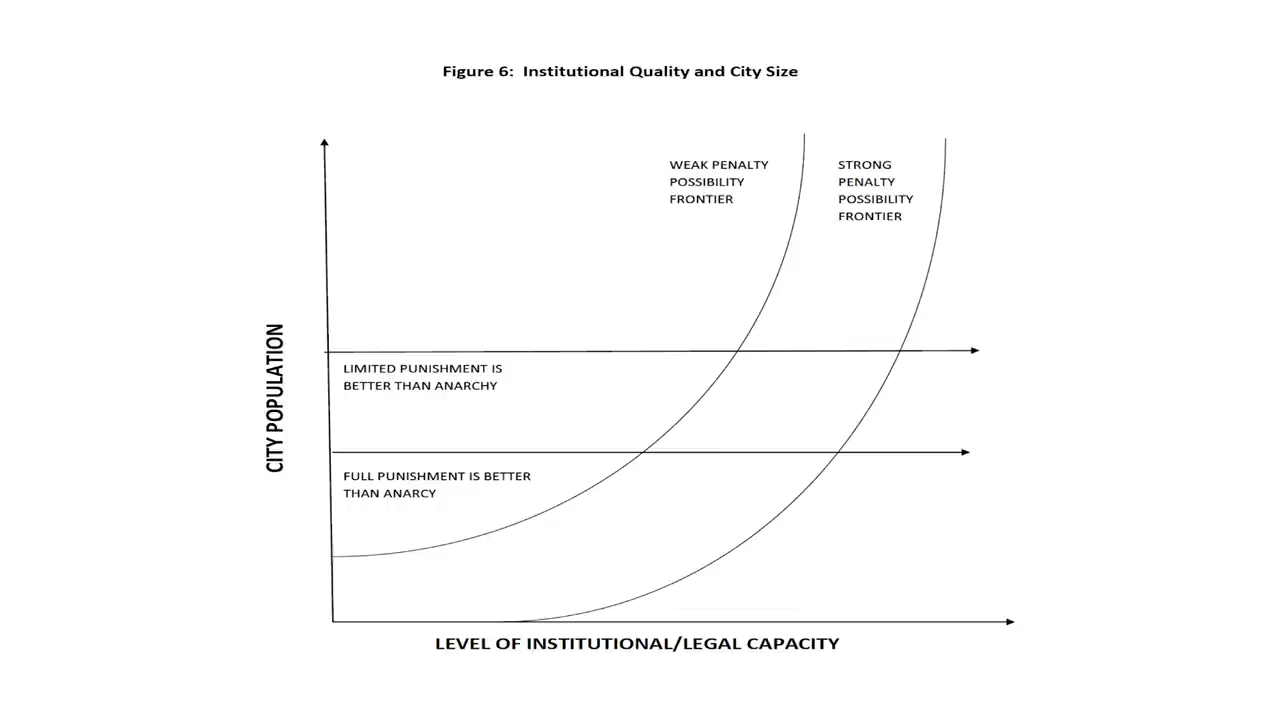 Figure 6: Institutional Quality and City Size
WEAK PENALTY
POSSIBILITY
FRONTIER
STRONG
PENALTY
POSSIBILITY
FRONTIER
CITY POPULATION
LIMITED PUNISHMENT IS
BETTER THAN ANARCHY
FULL PUNISHMENT IS BETTER
THAN ANARCY
LEVEL OF INSTITUTIONAL/LEGAL CAPACITY